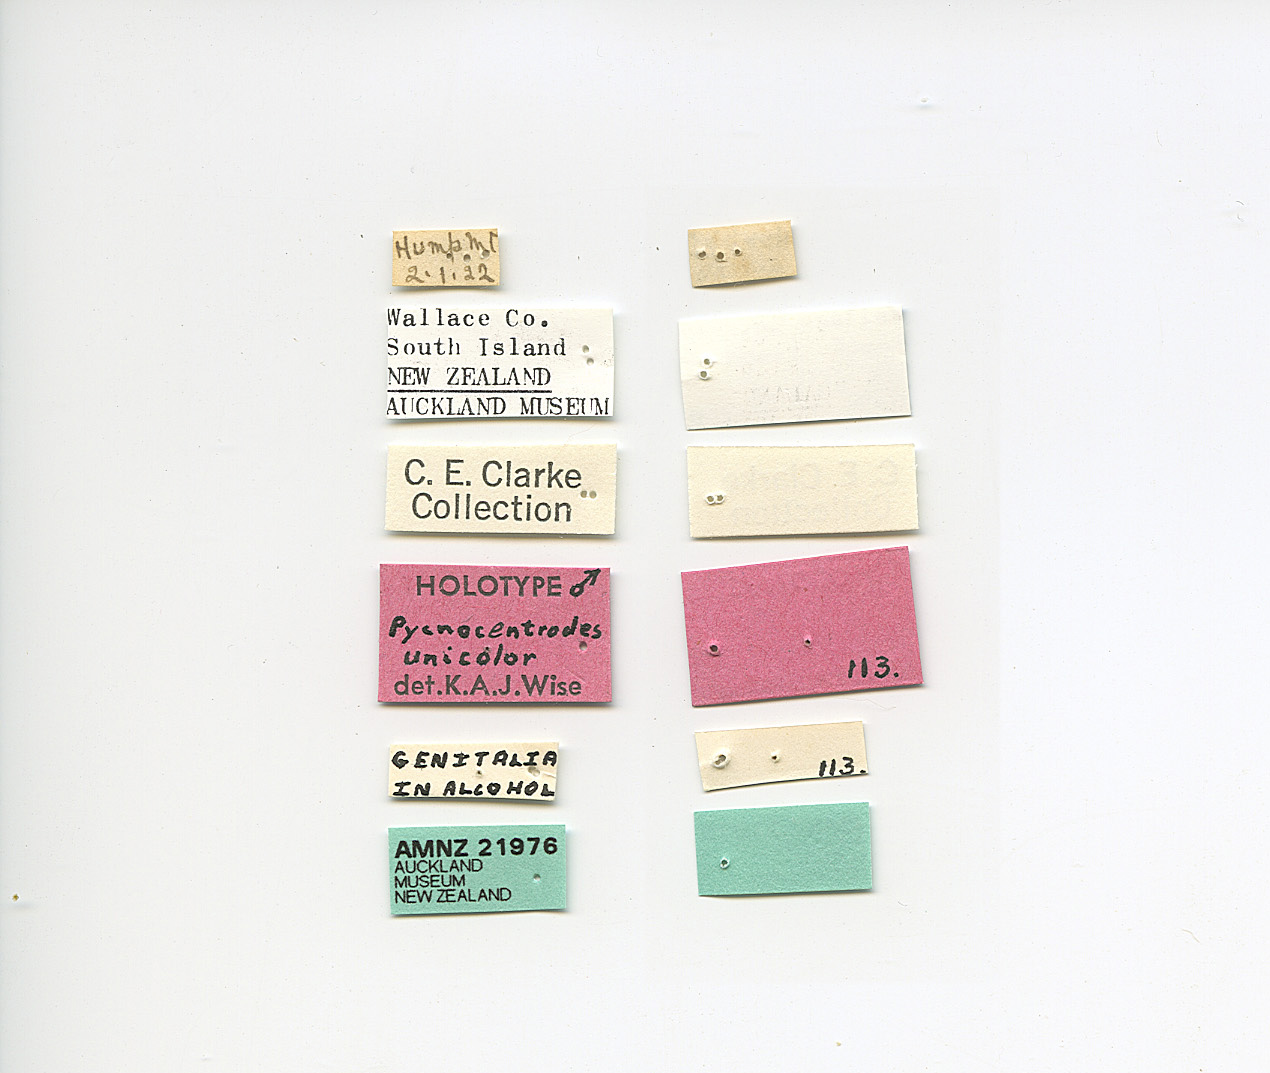 Hump Mt
2.1.22
Wallace Co.
South Island
NEW ZEALAND
AUCKLAND MUSEUM
C. E. Clarke
Collection
HOLOTYPE ♂
Pycnocentrodes
unicolor
det.K.A.J.Wise
113.
GENITALIA
IN ALCOHOL
113.
AMNZ 21976
AUCKLAND
MUSEUM
NEW ZEALAND